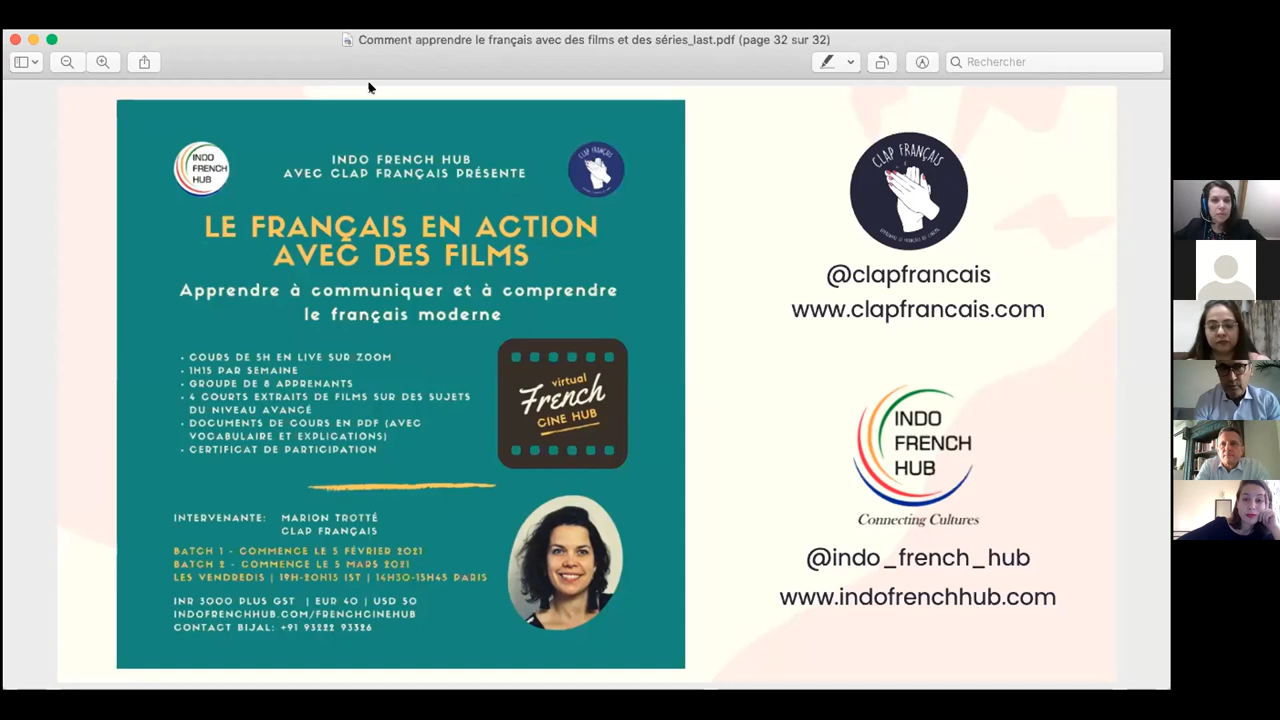 Comment apprendre le français avec des films et des séries_last.pdf (page 32 sur 32)
Rechercher
INDO
FRENCH
HUB
INDO FRENCH HUB
AVEC CLAP FRANÇAIS PRÉSENTE
CLAP FRANÇAIS
LE FRANÇAIS EN ACTION
AVEC DES FILMS
Apprendre à communiquer et à comprendre
le français moderne
• COURS DE 5H EN LIVE SUR ZOOM
• 1H15 PAR SEMAINE
• GROUPE DE 8 APPRENANTS
• 4 COURTS EXTRAITS DE FILMS SUR DES SUJETS
DU NIVEAU AVANCÉ
• DOCUMENTS DE COURS EN PDF (AVEC
VOCABULAIRE ET EXPLICATIONS)
• CERTIFICAT DE PARTICIPATION
virtual
French
CINE HUB
INTERVENANTE: MARION TROTTÉ
CLAP FRANÇAIS
BATCH 1 - COMMENCE LE 5 FÉVRIER 2021
BATCH 2 - COMMENCE LE 5 MARS 2021
LES VENDREDIS | 19H-20H15 IST | 14H30-15H45 PARIS
INR 3000 PLUS GST | EUR 40 | USD 50
INDOFRENCHHUB.COM/FRENCHCINEHUB
CONTACT BIJAL: +91 93222 93326
CLAP FRANÇAIS
APPRENDRE LE FRANÇAIS AU CINÉMA
@clapfrancais
www.clapfrancais.com
INDO
FRENCH
HUB
Connecting Cultures
@indo_french_hub
www.indofrenchhub.com